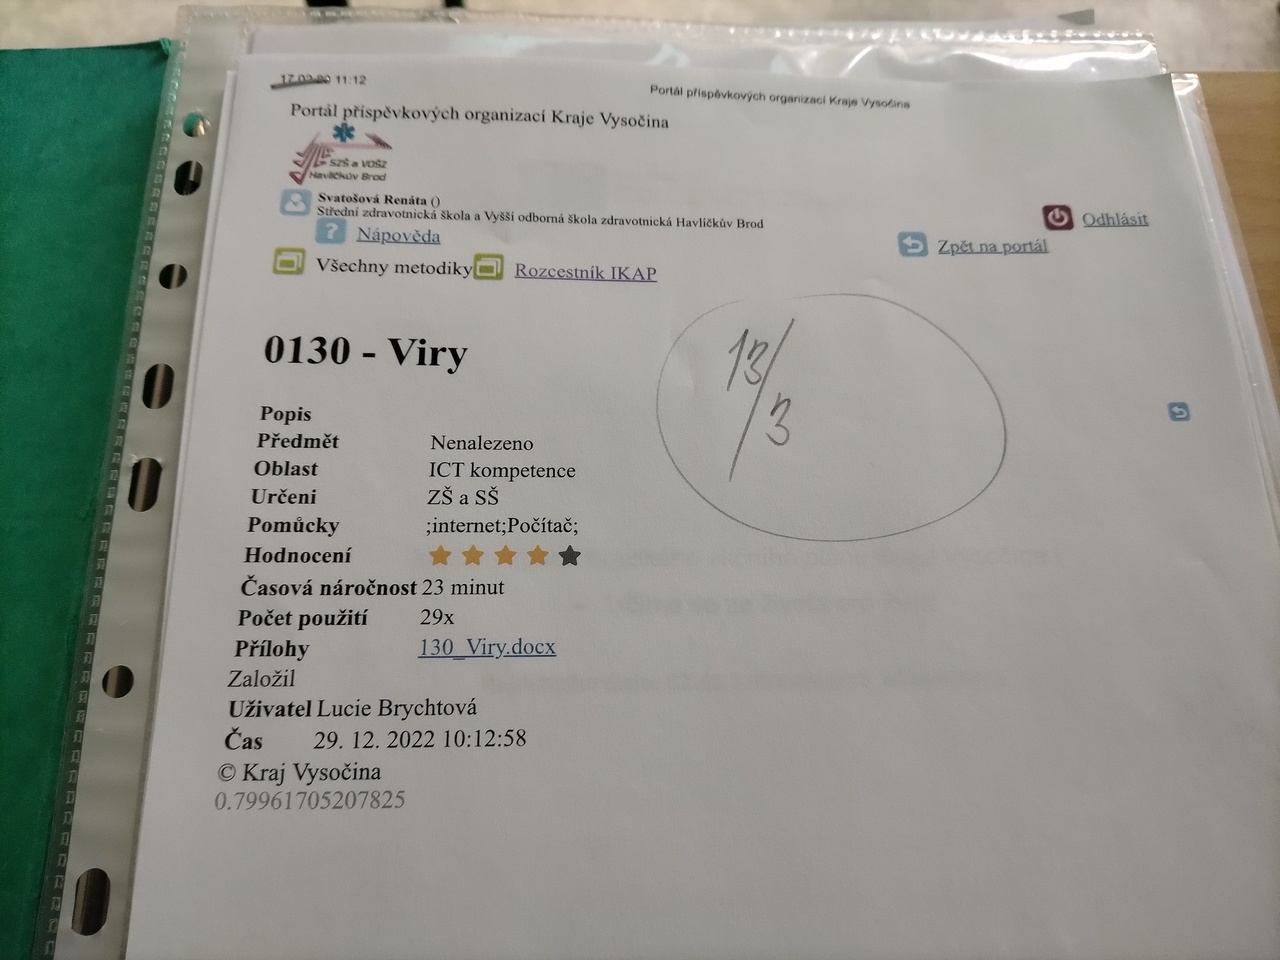 11:12
Portál příspěvkových organizací Kraje Vysočina
Portál příspěvkových organizací Kraje Vysočina
SZŠ a VOŠZ
Havlíčkův Brod
Svatošová Renáta ()
Střední zdravotnická škola a Vyšší odborná škola zdravotnická Havlíčkův Brod
Odhlásit
Nápověda
Zpět na portál
Všechny metodiky Rozcestník IKAP
0130 - Viry
13/3
Popis
Předmět Nenalezeno
Oblast ICT kompetence
Určeni ZŠ a SŠ
Pomůcky ;internet;Počítač;
Hodnocení
Časová náročnost 23 minut
Počet použití 29x
Přílohy 130_Viry.docx
Založil
Uživatel Lucie Brychtová
Čas 29. 12. 2022 10:12:58
© Kraj Vysočina
0.79961705207825